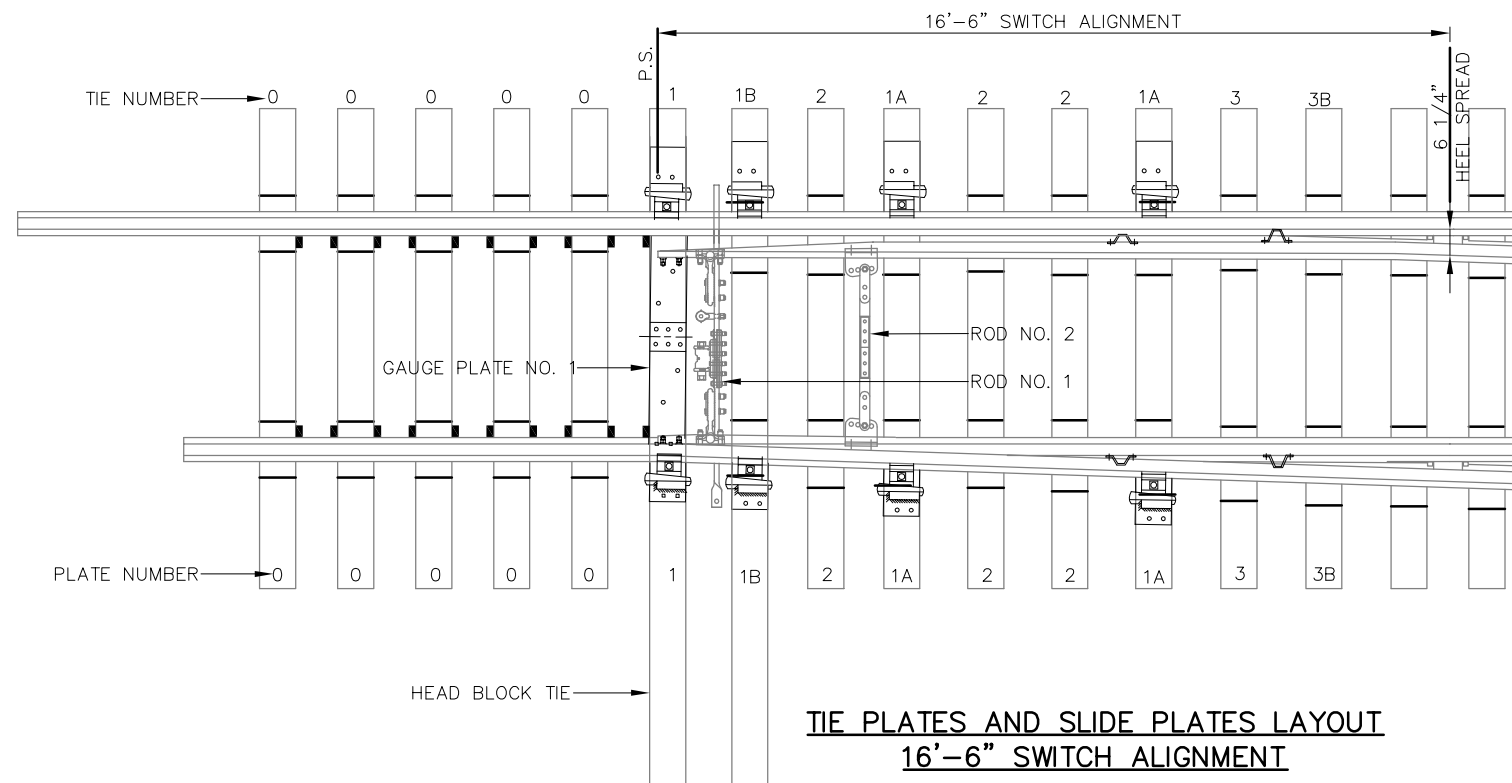 16'-6" SWITCH ALIGNMENT
P.S.
6 1/4"
HEEL SPREAD
TIE NUMBER
0 0 0 0 0 1 1B 2 1A 2 2 1A 3 3B
ROD NO. 2
GAUGE PLATE NO. 1
ROD NO. 1
PLATE NUMBER
0 0 0 0 0 1 1B 2 1A 2 2 1A 3 3B
HEAD BLOCK TIE
TIE PLATES AND SLIDE PLATES LAYOUT
16'-6" SWITCH ALIGNMENT